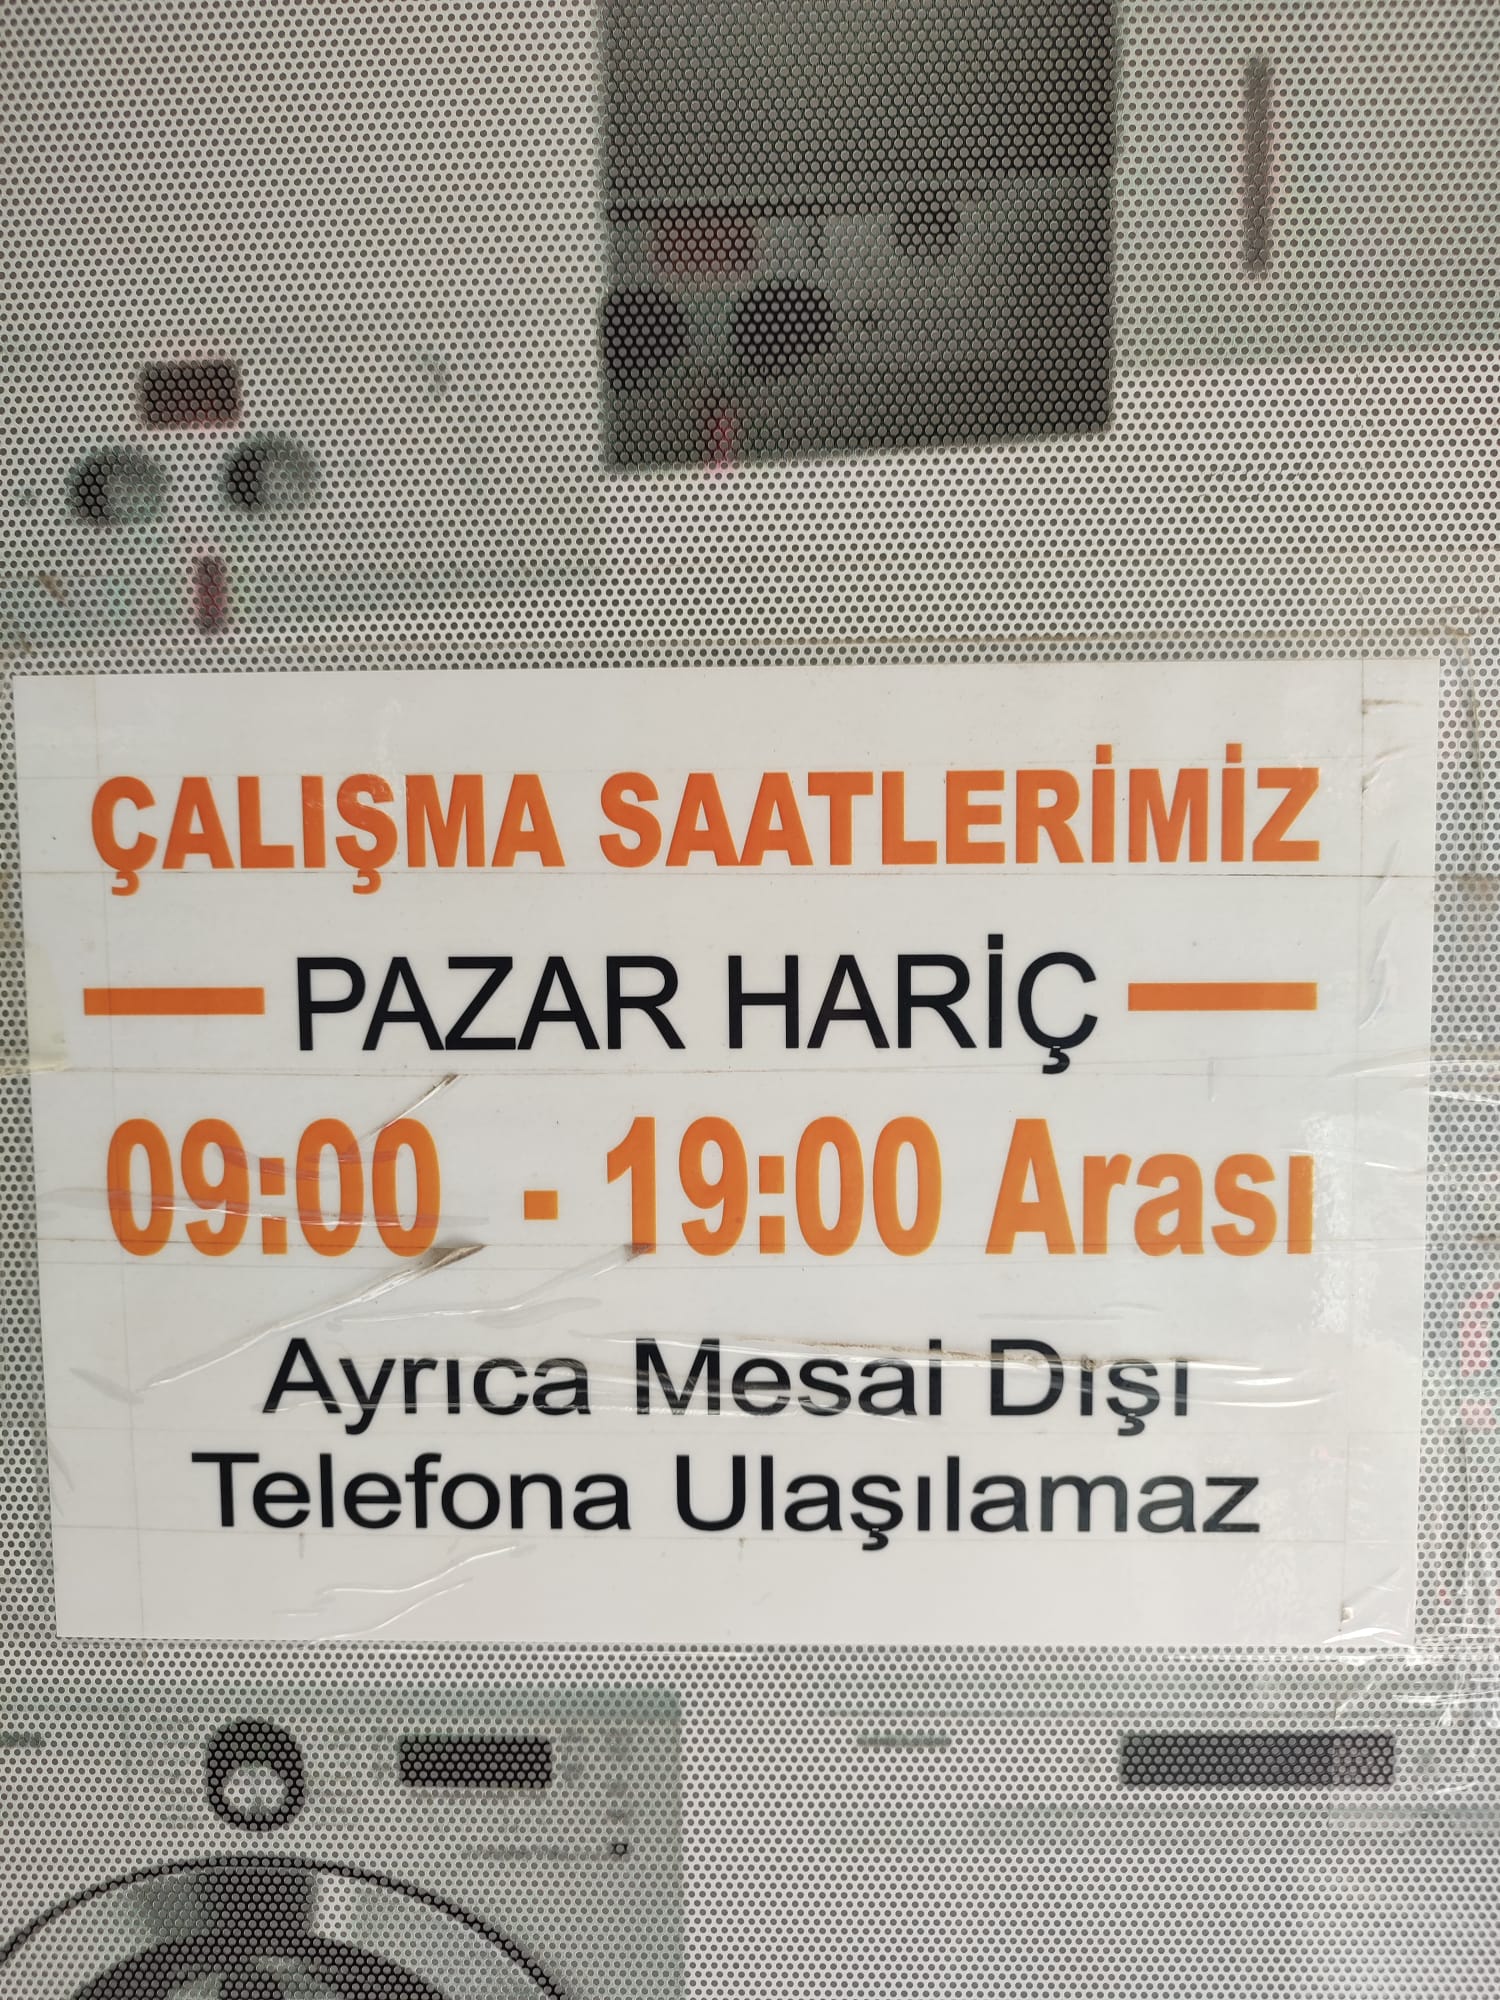 ÇALIŞMA SAATLERİMİZ
PAZAR HARİÇ
09:00 - 19:00 Arası
Ayrıca Mesai Dışı
Telefona Ulaşılamaz